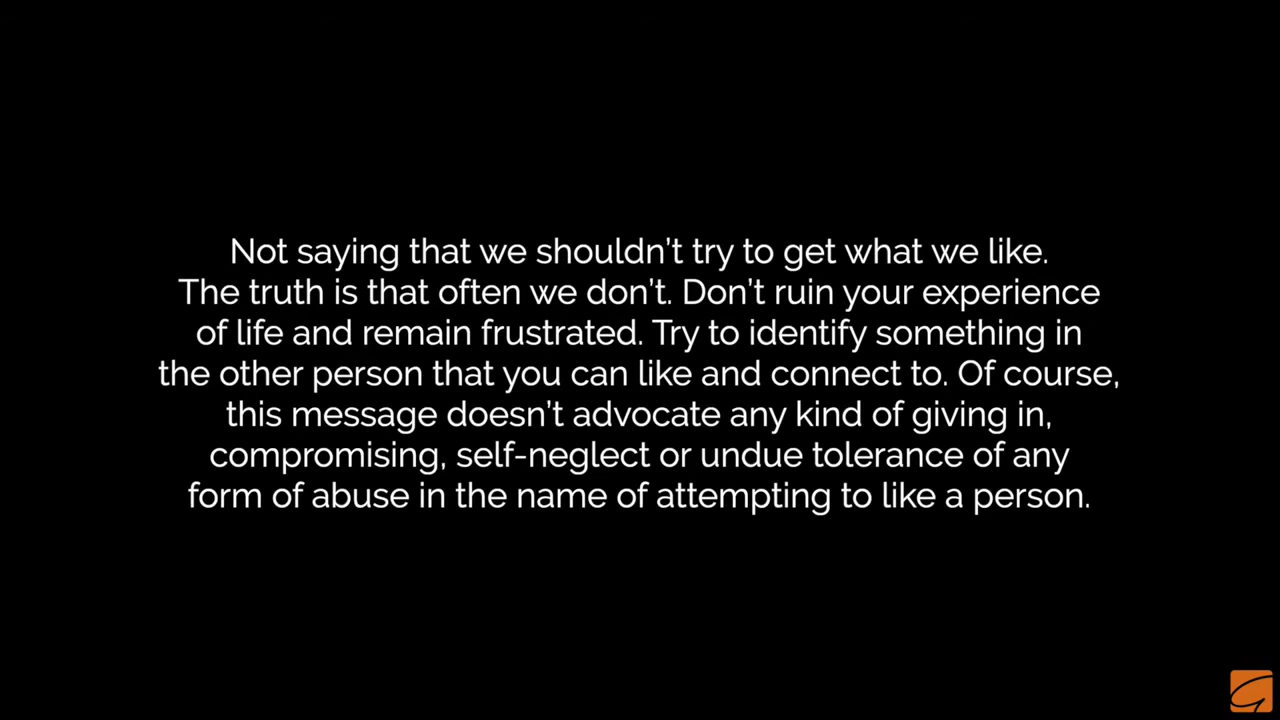 Not saying that we shouldn’t try to get what we like.
The truth is that often we don’t. Don’t ruin your experience
of life and remain frustrated. Try to identify something in
the other person that you can like and connect to. Of course,
this message doesn’t advocate any kind of giving in,
compromising, self-neglect or undue tolerance of any
form of abuse in the name of attempting to like a person.